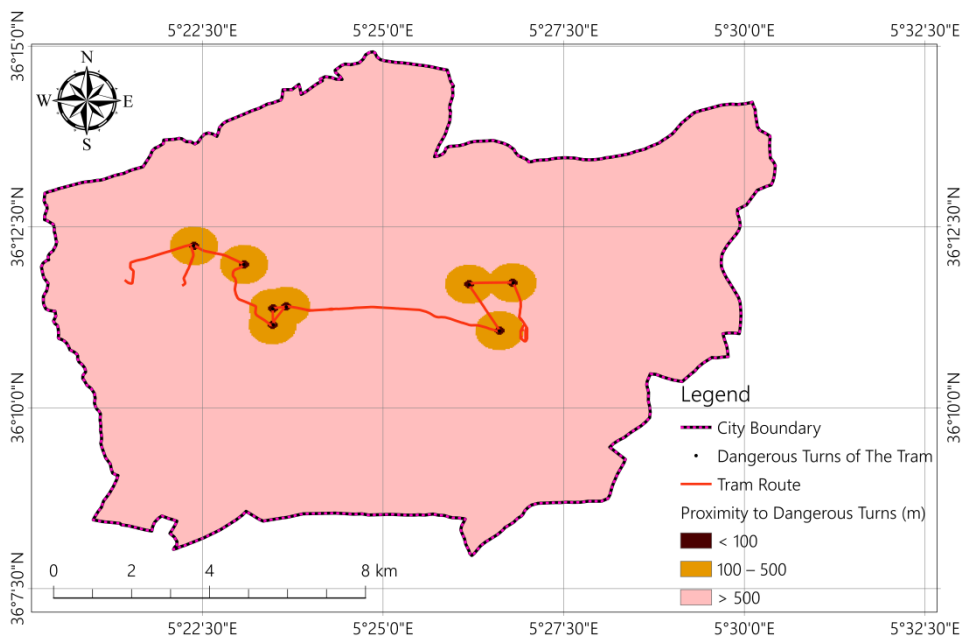 5°22'30"E 5°25'0"E 5°27'30"E 5°30'0"E 5°32'30"E
36°15'0"N
N
W E
S
36°12'30"N 36°12'30"N
36°10'0"N 36°10'0"N
Legend
City Boundary
Dangerous Turns of The Tram
Tram Route
Proximity to Dangerous Turns (m)
< 100
100 – 500
> 500
0 2 4 8 km
36°7'30"N
5°22'30"E 5°25'0"E 5°27'30"E 5°30'0"E 5°32'30"E